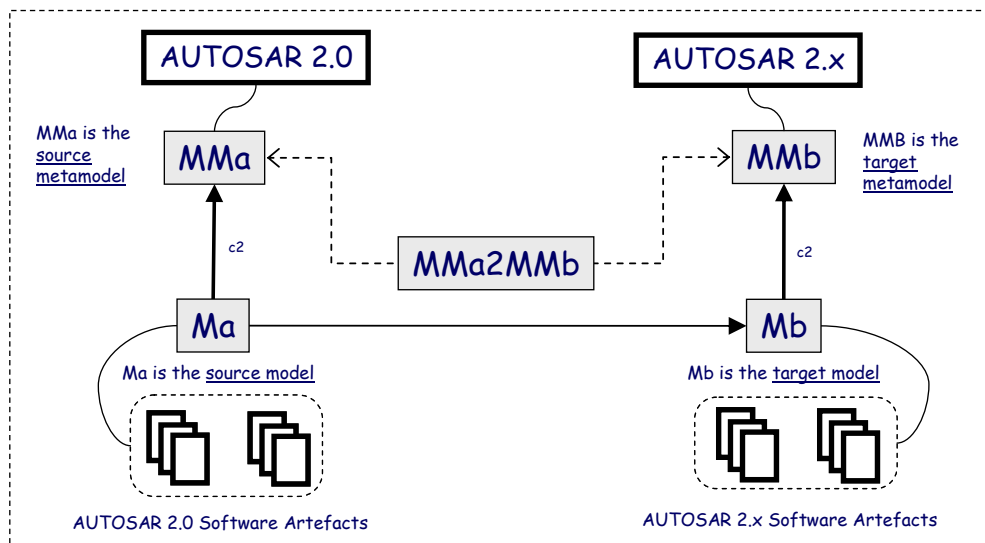 AUTOSAR 2.0
AUTOSAR 2.x
MMa is the
source
metamodel
MMa
MMb
MMB is the
target
metamodel
c2
c2
MMa2MMb
Ma
Mb
Ma is the source model
Mb is the target model
AUTOSAR 2.0 Software Artefacts
AUTOSAR 2.x Software Artefacts